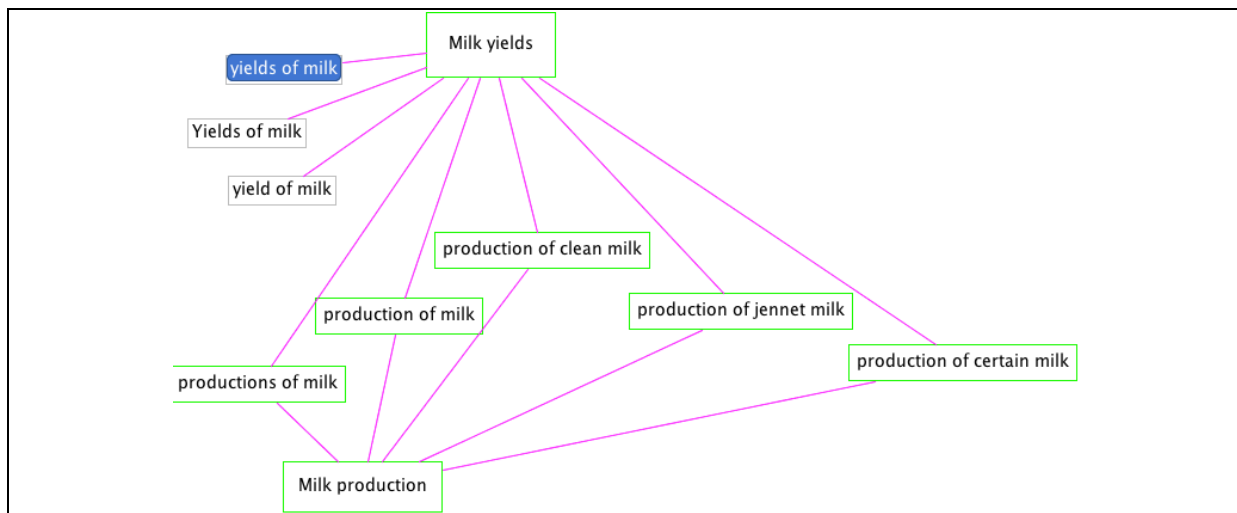 Milk yields
yields of milk
Yields of milk
yield of milk
production of clean milk
production of milk
production of jennet milk
production of certain milk
productions of milk
Milk production